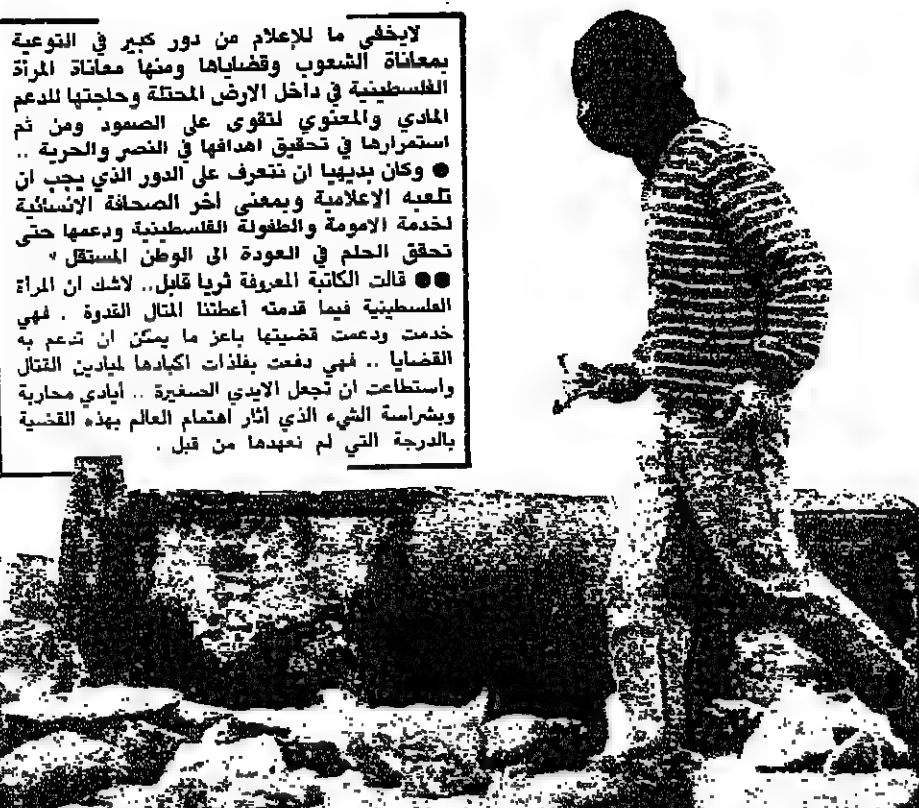 لايخفى ما للإعلام من دور كبير في التوعية
بمعاناة الشعوب وقضاياها ومنها معاناة المرأة
الفلسطينية في داخل الارض المحتلة وحاجتها للدعم
المادي والمعنوي لتقوى على الصمود ومن ثم
استمرارها في تحقيق اهدافها في النصر والحرية ..
● وكان بديهيا ان نتعرف على الدور الذي يجب ان
تلعبه الإعلامية وبمعنى أخر الصحافة الإنسائية
لخدمة الامومة والطفولة الفلسطينية ودعمها حتى
تحقق الحلم في العودة الى الوطن المستقل "
●● قالت الكاتبة المعروفة ثريا قابل.. لاشك ان المرأة
الفلسطينية فيما قدمته أعطتنا المثال القدوة . فهي
خدمت ودعمت قضيتها باعز ما يمكن ان تدعم به
القضايا .. فهي دفعت بفلذات اكبادها لميادين القتال
واستطاعت ان تجعل الايدي الصغيرة .. أيادي محاربة
وبشراسة الشيء الذي أثار اهتمام العالم بهذه القضية
بالدرجة التي لم نعهدها من قبل .